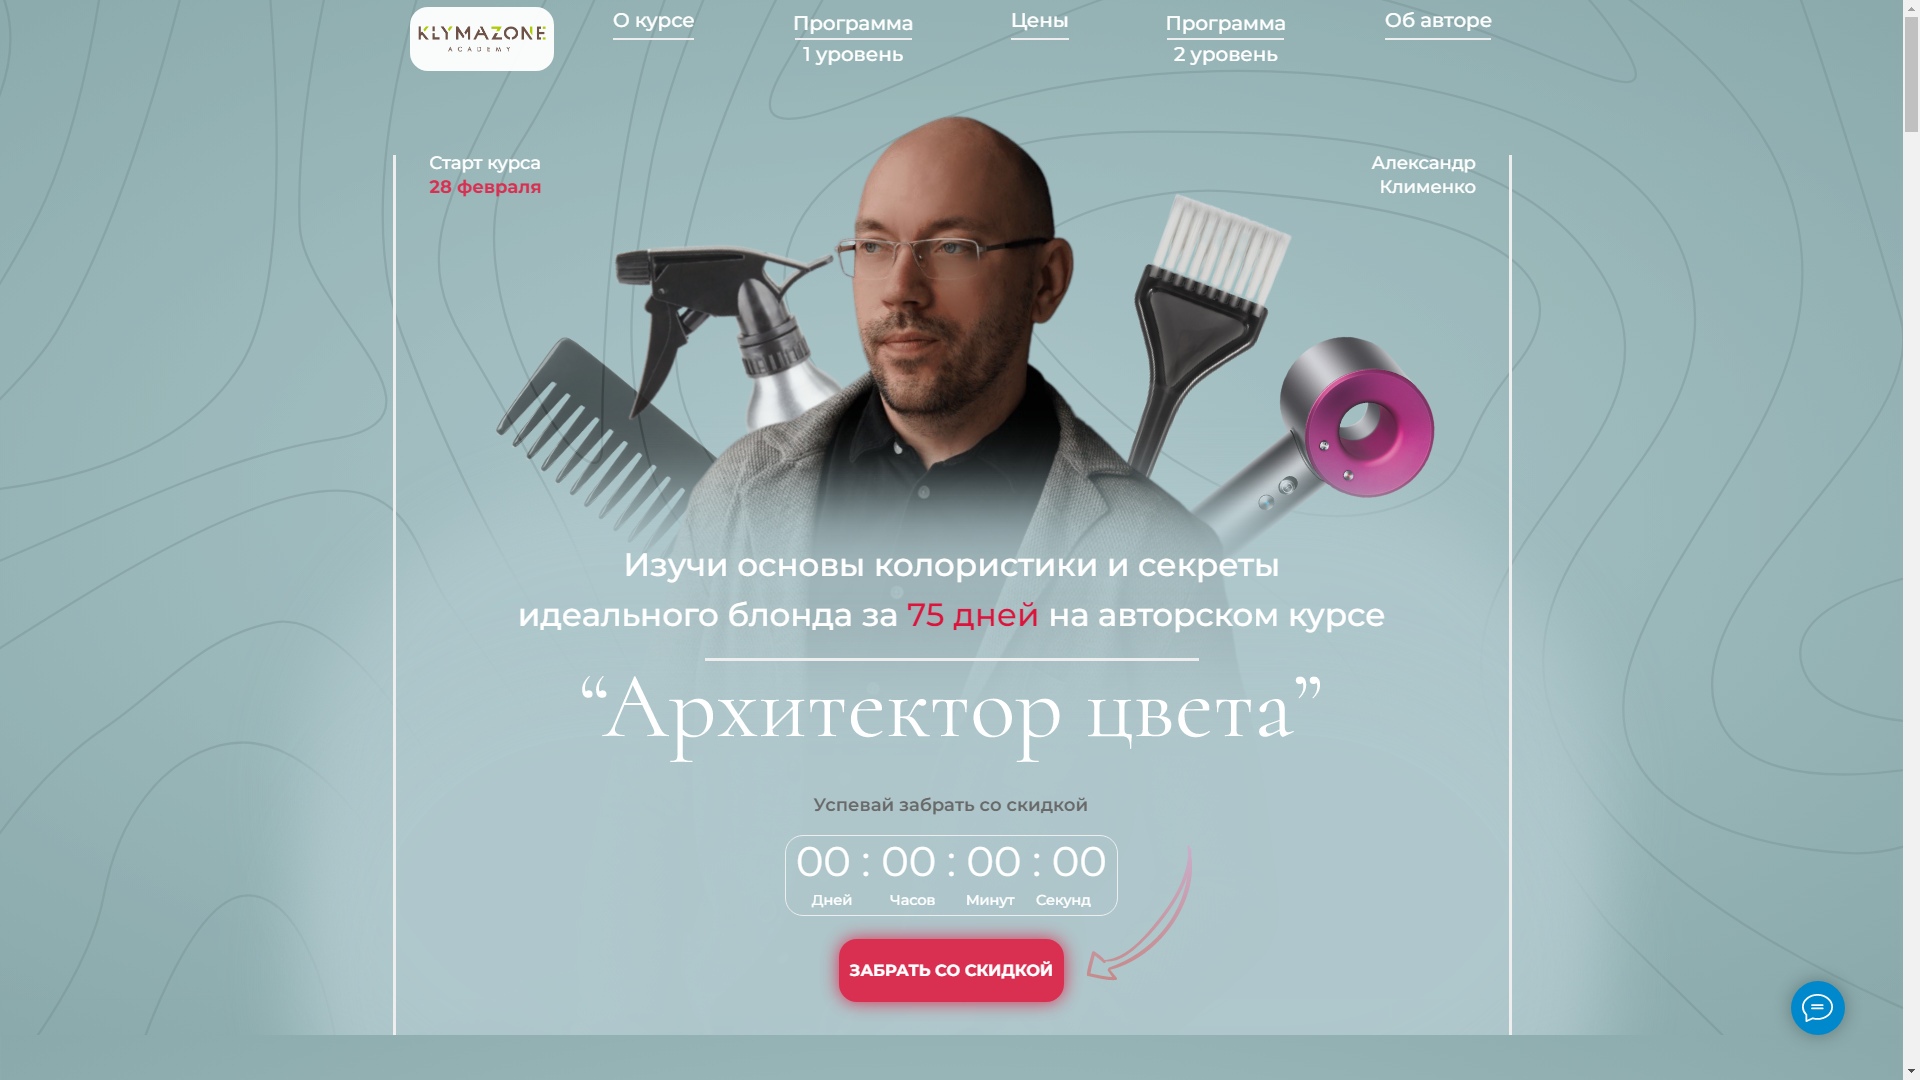 KLYMAZONE
ACADEMY
О курсе
Программа
1 уровень
Цены
Программа
2 уровень
Об авторе
Старт курса
28 февраля
Александр
Клименко
Изучи основы колористики и секреты
идеального блонда за 75 дней на авторском курсе
“Архитектор цвета”
Успевай забрать со скидкой
00 : 00 : 00 : 00
Дней Часов Минут Секунд
ЗАБРАТЬ СО СКИДКОЙ